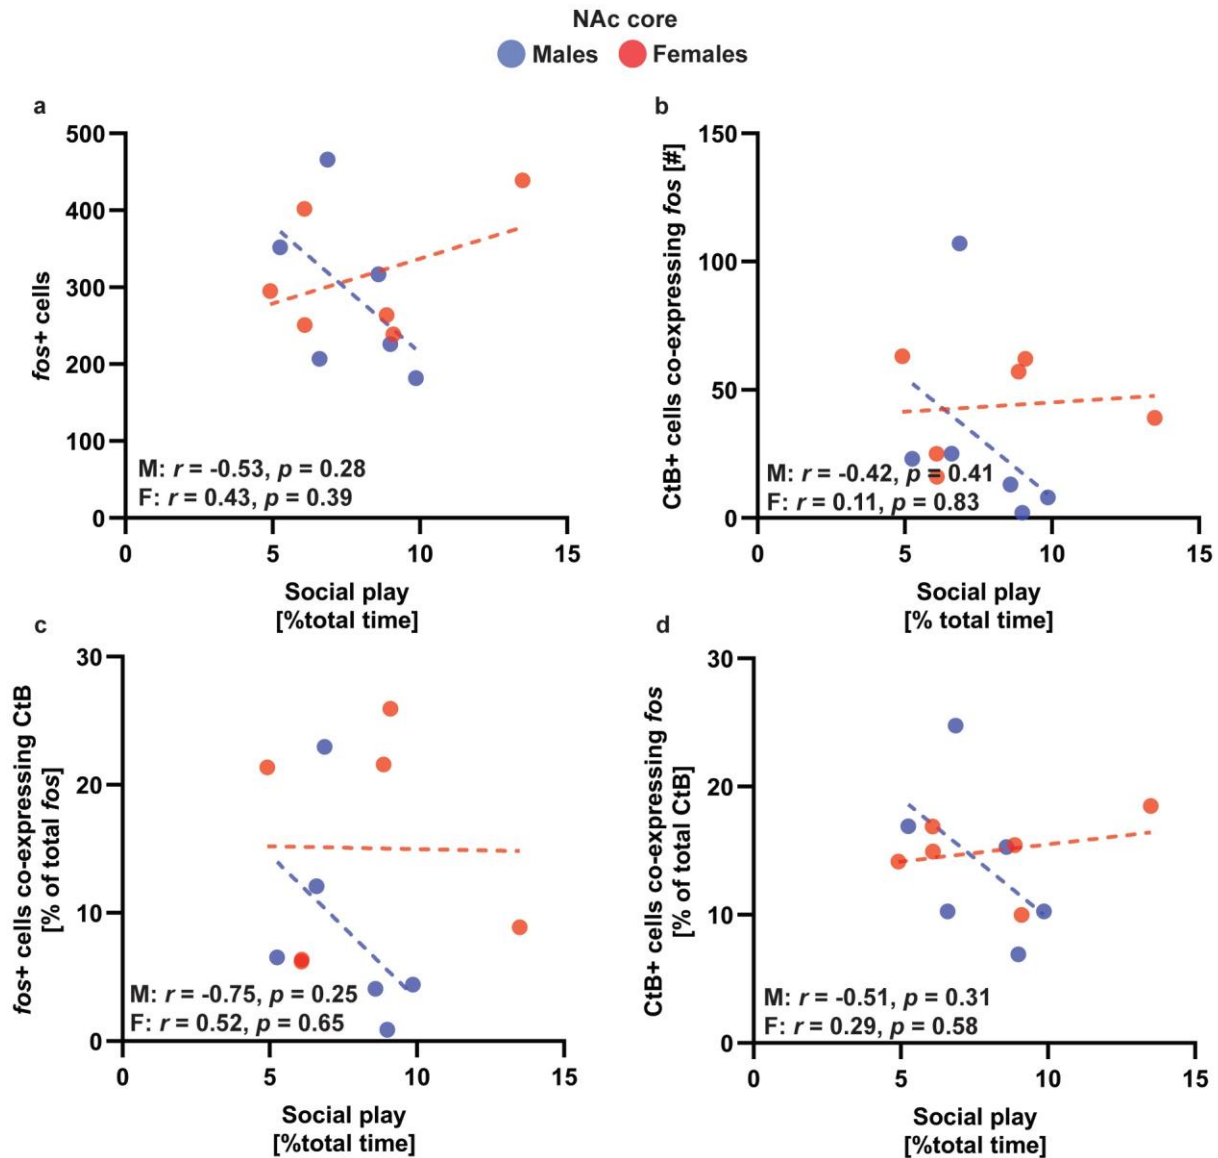 NAc core
Males Females
a
500
400
300
200
100
0
fos+ cells
M: r = -0.53, p = 0.28
F: r = 0.43, p = 0.39
0 5 10 15
Social play
[%total time]
b
150
100
50
0
CtB+ cells co-expressing fos [#]
M: r = -0.42, p = 0.41
F: r = 0.11, p = 0.83
0 5 10 15
Social play
[% total time]
c
30
20
10
0
fos+ cells co-expressing CtB
[% of total fos]
M: r = -0.75, p = 0.25
F: r = 0.52, p = 0.65
0 5 10 15
Social play
[%total time]
d
30
20
10
0
CtB+ cells co-expressing fos
[% of total CtB]
M: r = -0.51, p = 0.31
F: r = 0.29, p = 0.58
0 5 10 15
Social play
[%total time]